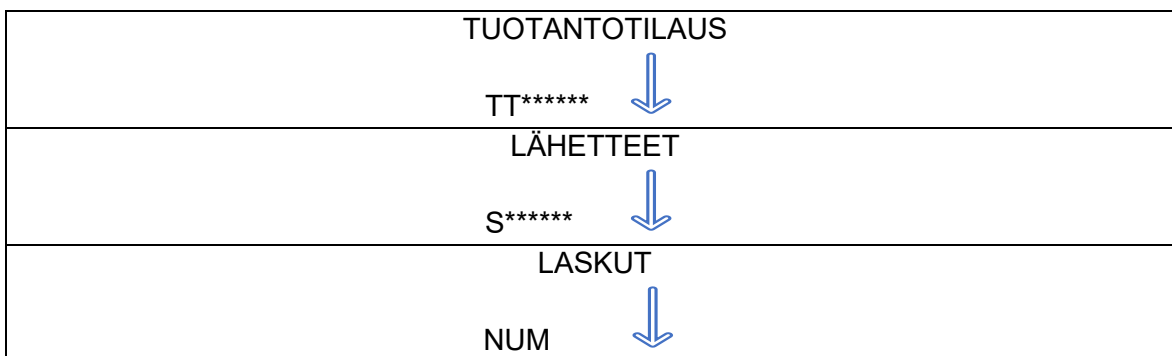 TUOTANTOTILAUS
TT******
LÄHETTEET
S******
LASKUT
NUM